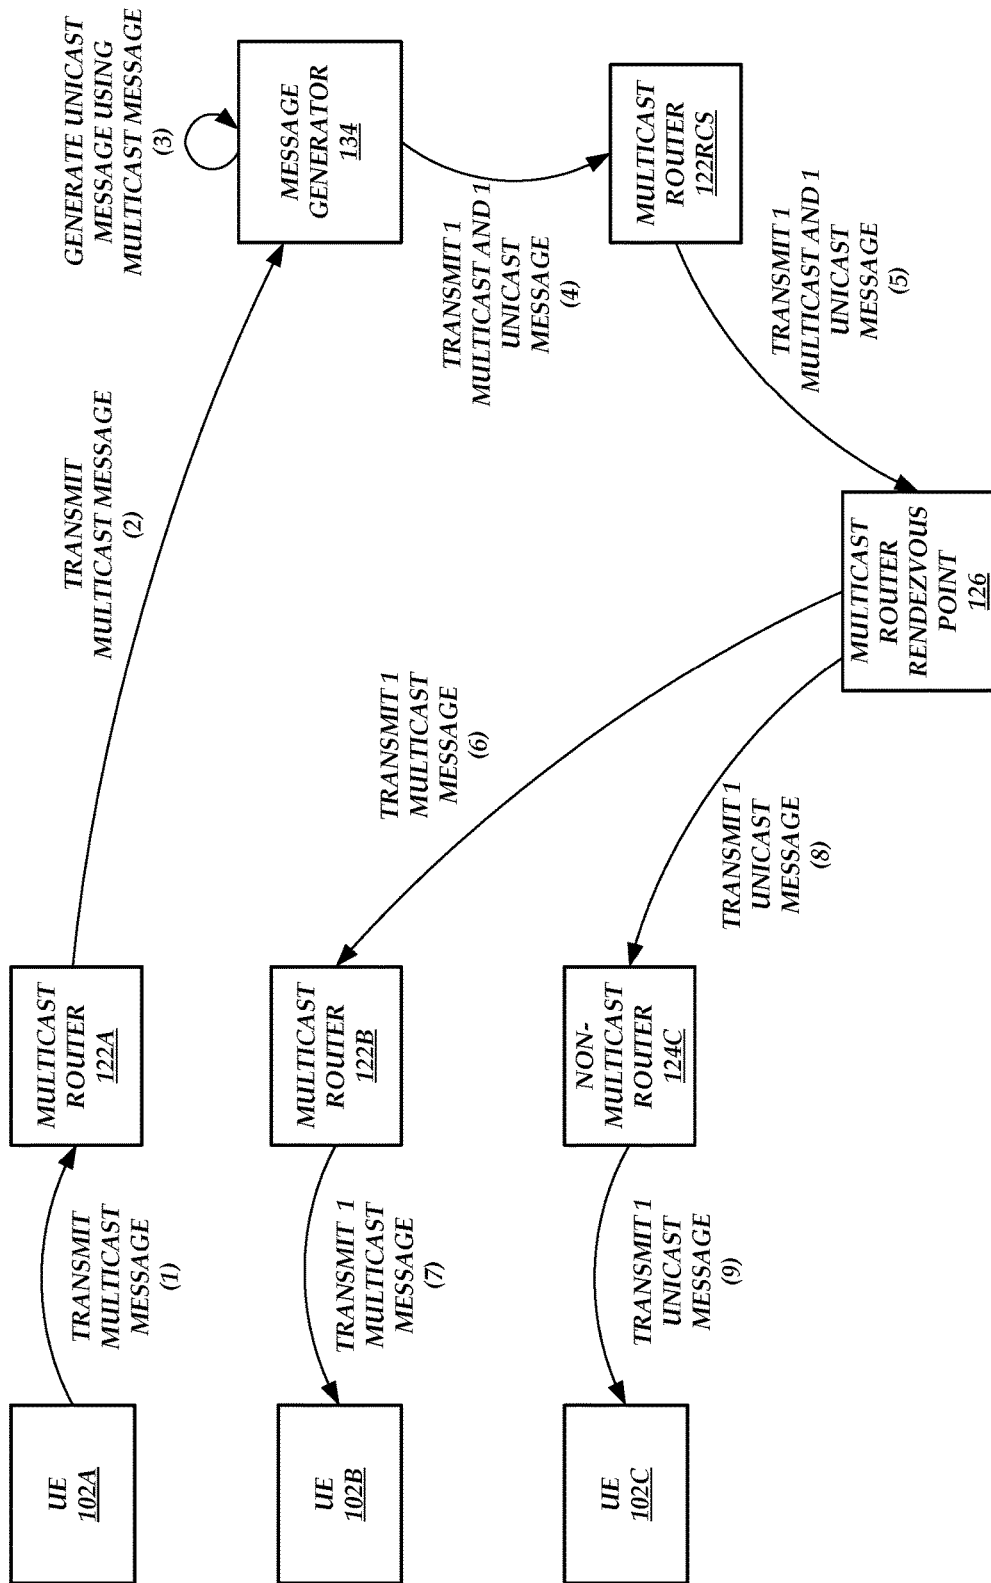 UE
102A
TRANSMIT
MULTICAST
MESSAGE
(1)
MULTICAST
ROUTER
122A
TRANSMIT
MULTICAST MESSAGE
(2)
GENERATE UNICAST
MESSAGE USING
MULTICAST MESSAGE
(3)
MESSAGE
GENERATOR
134
TRANSMIT 1
MULTICAST AND 1
UNICAST
MESSAGE
(4)
MULTICAST
ROUTER
122RCS
TRANSMIT 1
MULTICAST AND 1
UNICAST
MESSAGE
(5)
MULTICAST
ROUTER
RENDEZVOUS
POINT
126
TRANSMIT 1
MULTICAST
MESSAGE
(6)
MULTICAST
ROUTER
122B
TRANSMIT 1
MULTICAST
MESSAGE
(7)
UE
102B
TRANSMIT 1
UNICAST
MESSAGE
(8)
NON-
MULTICAST
ROUTER
124C
TRANSMIT 1
UNICAST
MESSAGE
(9)
UE
102C